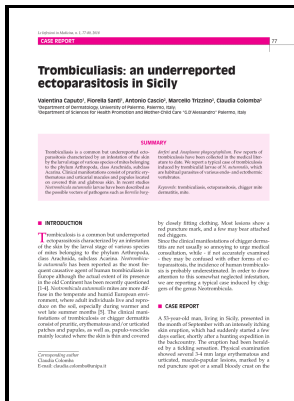 Le Infezioni in Medicina, n. 1, 77-80, 2018
CASE REPORT
77
Trombiculiasis: an underreported
ectoparasitosis in Sicily
Valentina Caputo¹, Fiorella Santi¹, Antonio Cascio², Marcello Trizzino², Claudia Colomba²
¹Department of Dermatology, University of Palermo, Palermo, Italy;
²Department of Sciences for Health Promotion and Mother-Child Care "G.D'Alessandro" Palermo, Italy
SUMMARY
Trombiculiasis is a common but underreported ecto-
parasitosis characterized by an infestation of the skin
by the larval stage of various species of mites belonging
to the phylum Arthropoda, class Arachnida, subclass
Acarina. Clinical manifestations consist of pruritic ery-
thematous and urticarial macules and papules located
on covered thin and glabrous skin. In recent studies
Neotrombicula autumnalis larvae have been described as
the possible vectors of pathogens such as Borrelia burg-
dorferi and Anaplasma phagocytophilum. Few reports of
trombiculiasis have been collected in the medical litera-
ture to date. We report a typical case of trombiculiasis
induced by trombiculid larvae of N. autumnalis, which
are habitual parasites of various endo- and ectothermic
vertebrates.
Keywords: trombiculiasis, ectoparasitosis, chigger mite
dermatitis, mite.
INTRODUCTION
Trombiculiasis is a common but underreported
ectoparasitosis characterized by an infestation
of the skin by the larval stage of various species
of mites belonging to the phylum Arthropoda,
class Arachnida, subclass Acarina. Neotrombicu-
la autumnalis has been reported as the most fre-
quent causative agent of human trombiculiasis in
Europe although the actual extent of its presence
in the old Continent has been recently questioned
[1-4]. Neotrombicula autumnalis mites are more dif-
fuse in the temperate and humid European envi-
ronment, where adult individuals live and repro-
duce on the soil, especially during warmer and
wet late summer months [5]. The clinical mani-
festations of trombiculiasis or chigger dermatitis
consist of pruritic, erythematous and/or urticated
patches and papules, as well as, papulo-vesicles
mainly located where the skin is thin and covered
Corresponding author
Claudia Colomba
E-mail: claudia.colomba@unipa.it
by closely fitting clothing. Most lesions show a
red puncture mark, and a few may bear attached
red chiggers.
Since the clinical manifestations of chigger dermati-
tis are not usually so annoying to urge medical
consultation, while - if not accurately examined -
they may be confused with other forms of ec-
toparasitosis, the incidence of human trombiculia-
sis is probably underestimated. In order to draw
attention to this somewhat neglected infestation,
we are reporting a typical case induced by chig-
gers of the genus Neotrombicula.
CASE REPORT
A 53-year-old man, living in Sicily, presented in
the month of September with an intensely itching
skin eruption, which had suddenly started a few
days earlier, shortly after a hunting expedition in
the backcountry. The eruption had been herald-
ed by a tickling sensation. Physical examination
showed several 3-4 mm large erythematous and
urticated, maculo-papular lesions, marked by a
red puncture spot or a small bloody crust on the